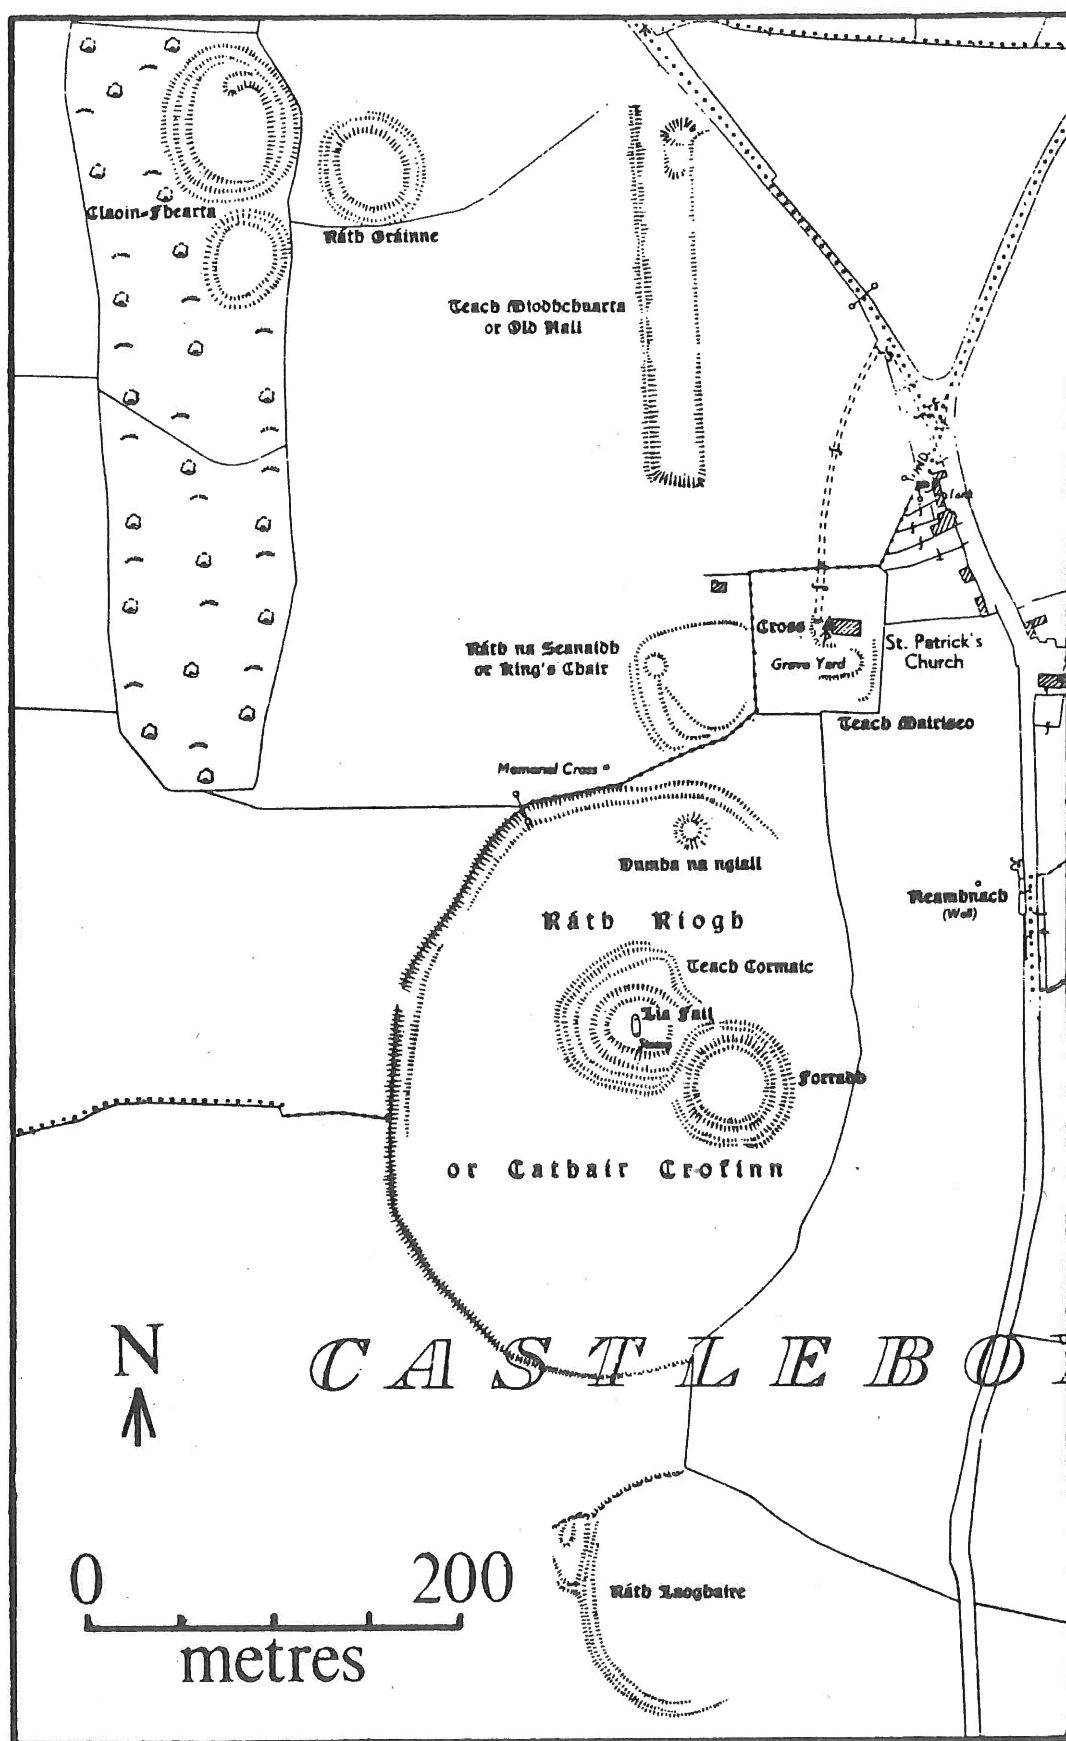 Claoin-Fhearta
Ráth Gráinne
Teach Miodhchuarta
or Old Hall
Ráth na Seanaidh
or King's Chair
Cross
Grave Yard
St. Patrick's
Church
Teach Mairiseo
Memorial Cross
Dumha na ngiall
Neamhnach
(Well)
Ráth Ríogh
Teach Cormaic
Lia Fail
Forradh
or Cathair Crofinn
N
CASTLEBO
Ráth Laoghaire
0 200
metres